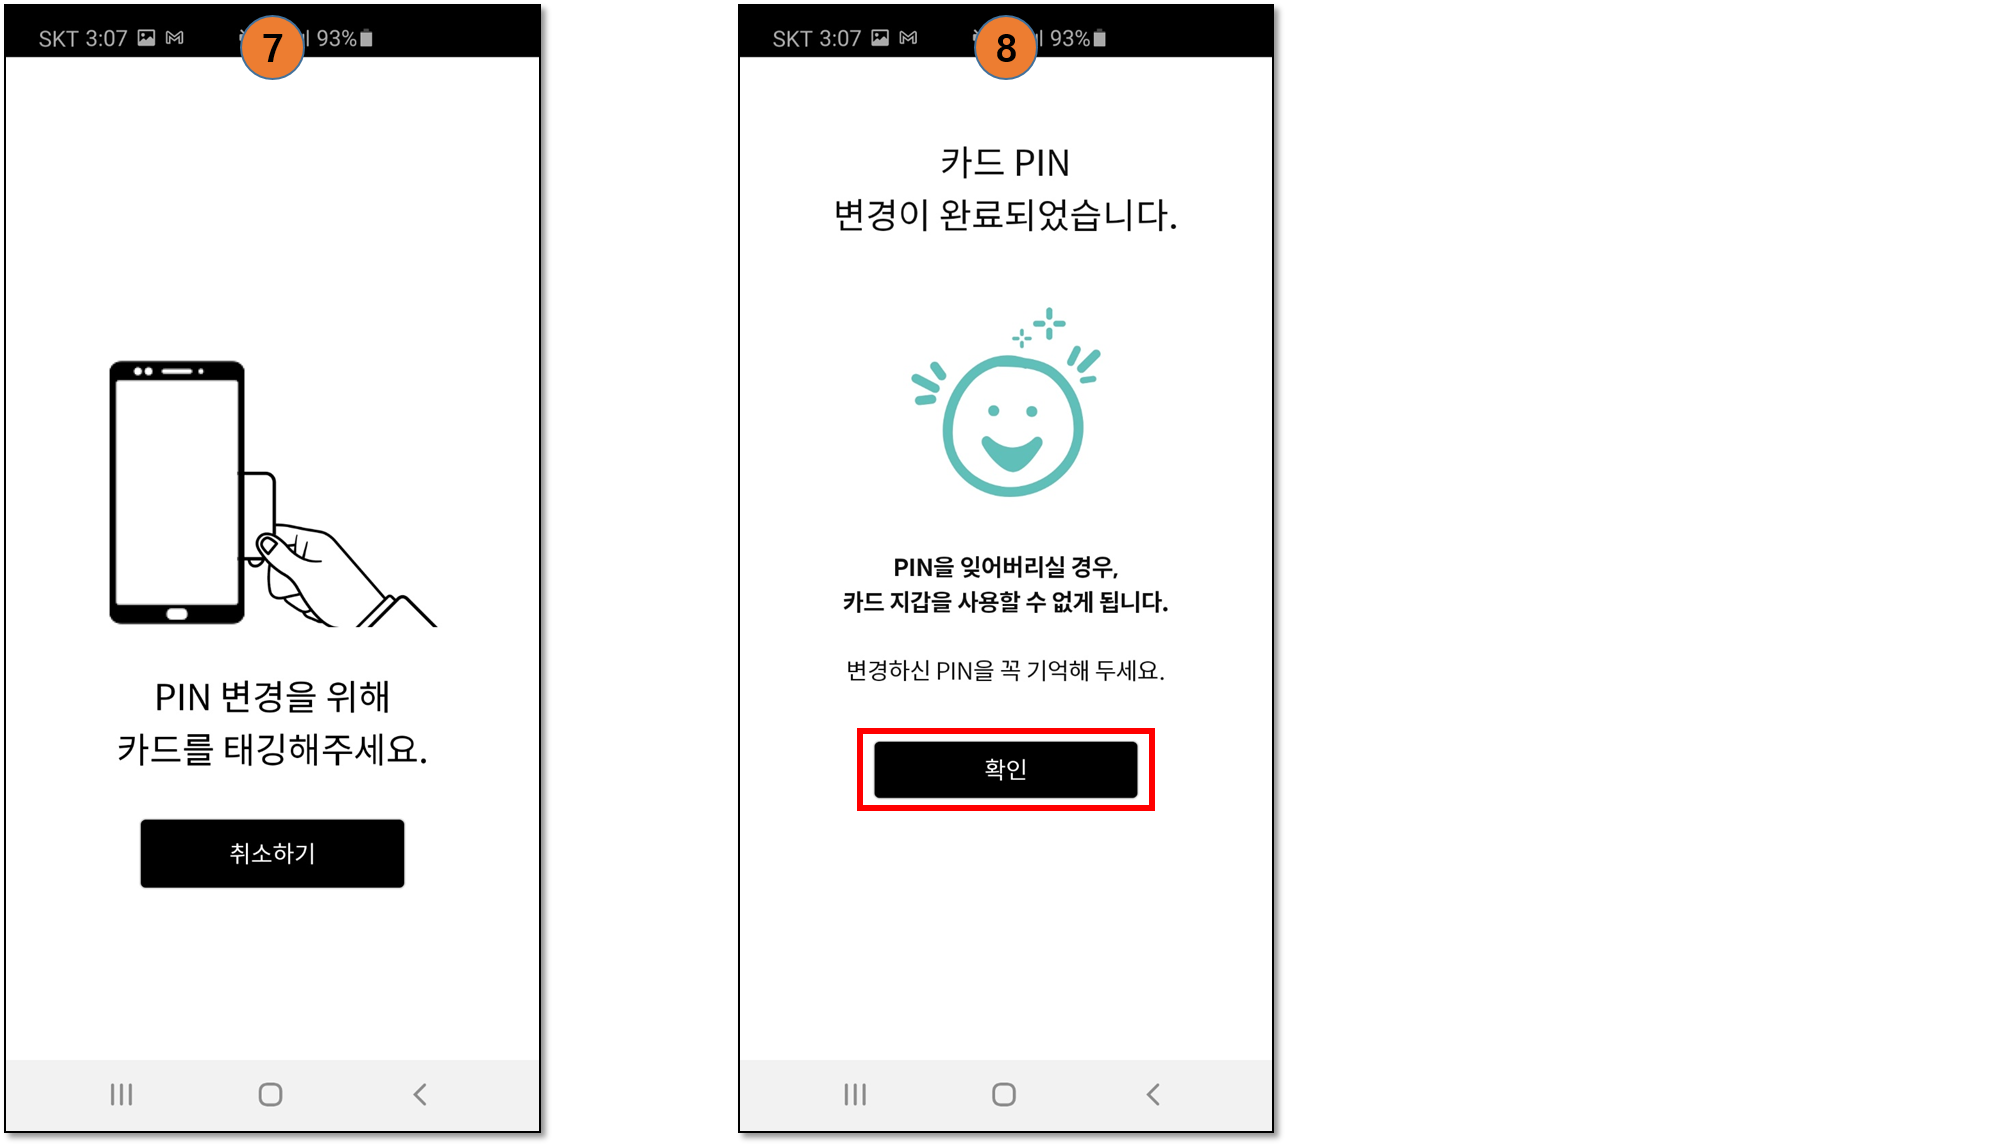 SKT 3:07
7
93%
PIN 변경을 위해
카드를 태깅해주세요.
취소하기
SKT 3:07
8
93%
카드 PIN
변경이 완료되었습니다.
PIN을 잊어버리실 경우,
카드 지갑을 사용할 수 없게 됩니다.
변경하신 PIN을 꼭 기억해 두세요.
확인